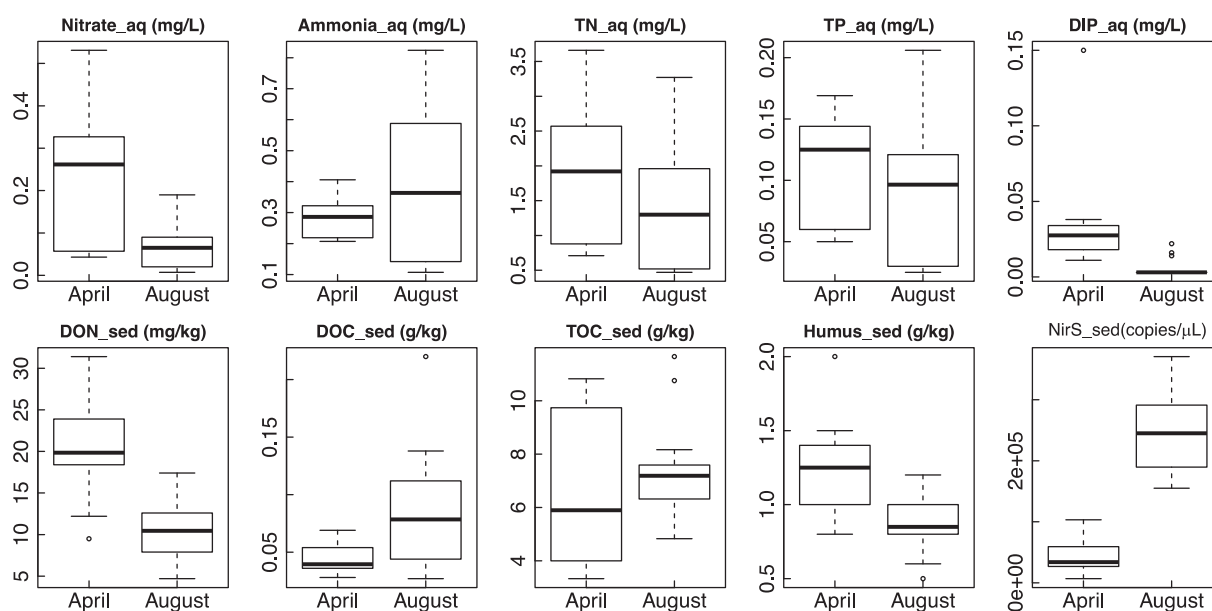 Nitrate_aq (mg/L) Ammonia_aq (mg/L) TN_aq (mg/L) TP_aq (mg/L) DIP_aq (mg/L)
0.4
0.2
0.0
April August
0.7
0.5
0.3
0.1
April August
3.5
2.5
1.5
0.5
April August
0.20
0.15
0.10
0.05
April August
0.15
0.10
0.05
0.00
April August
DON_sed (mg/kg) DOC_sed (g/kg) TOC_sed (g/kg) Humus_sed (g/kg) NirS_sed(copies/μL)
30
25
20
15
10
5
April August
0.15
0.05
April August
10
8
6
4
April August
2.0
1.5
1.0
0.5
April August
2e+05
0e+00
April August